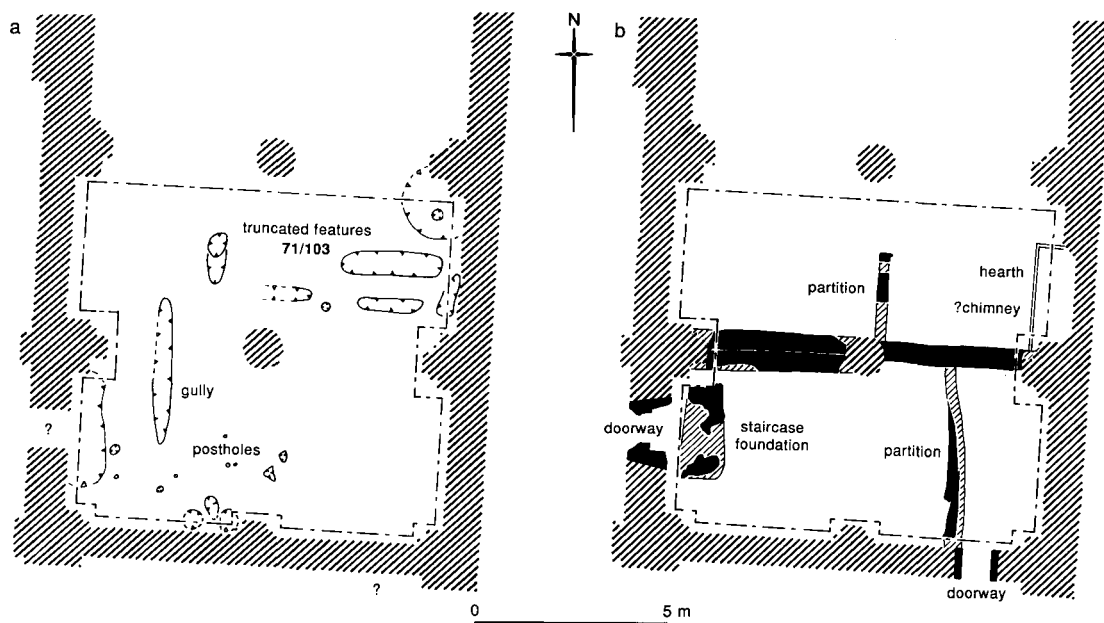 a
N
b
truncated features
71/103
gully
?
postholes
?
hearth
partition
?chimney
doorway
staircase
foundation
partition
doorway
0
5 m